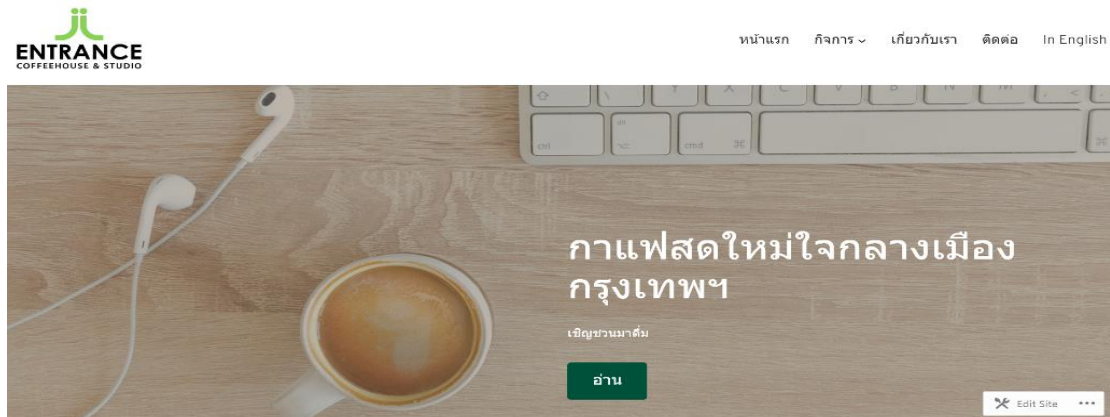 ENTRANCE
COFFEEHOUSE & STUDIO
หน้าแรก กิจการ เกี่ยวกับเรา ติดต่อ In English
กาแฟสดใหม่ใจกลางเมือง
กรุงเทพฯ
เชิญชวนมาดื่ม
อ่าน
Edit Site ...
\ Y X C V B N M , <
ctrl alt cmd ⌘